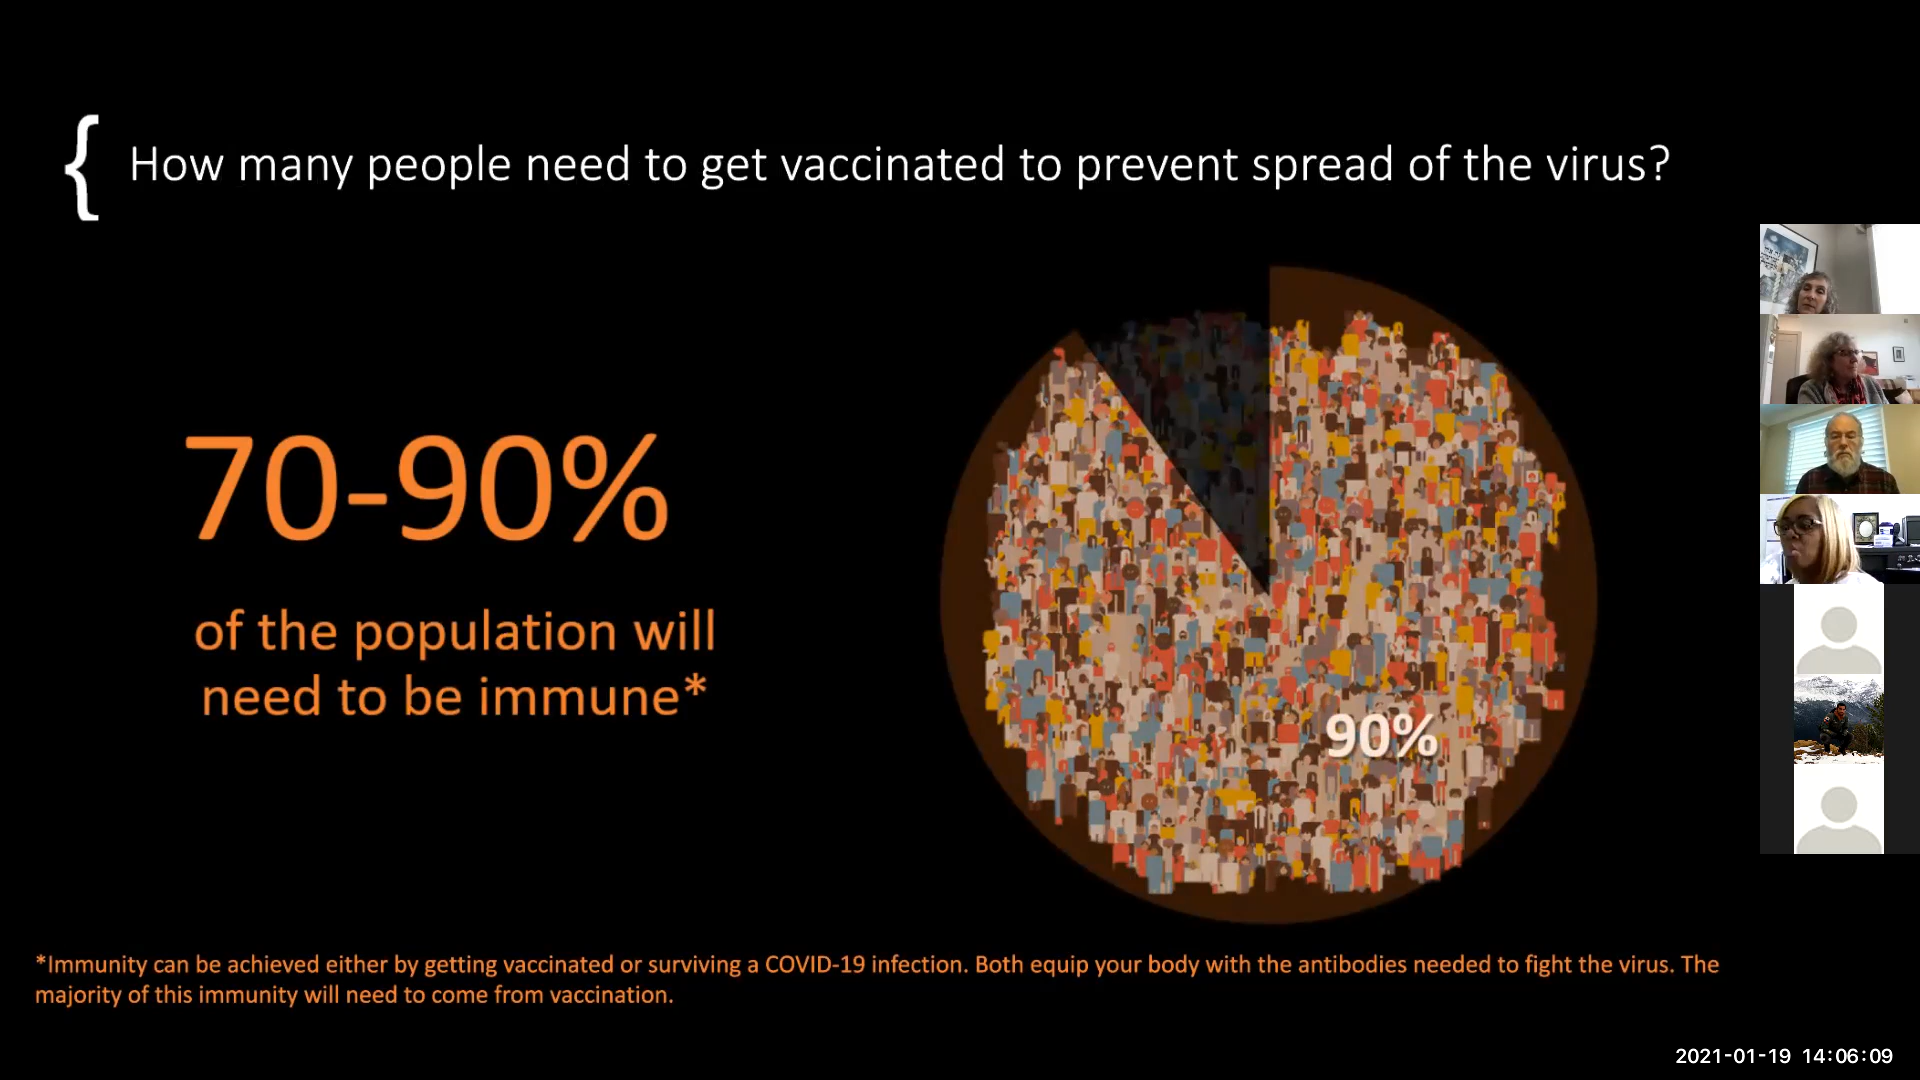 { How many people need to get vaccinated to prevent spread of the virus?
70-90%
of the population will
need to be immune*
90%
*Immunity can be achieved either by getting vaccinated or surviving a COVID-19 infection. Both equip your body with the antibodies needed to fight the virus. The
majority of this immunity will need to come from vaccination.
2021-01-19 14:06:09